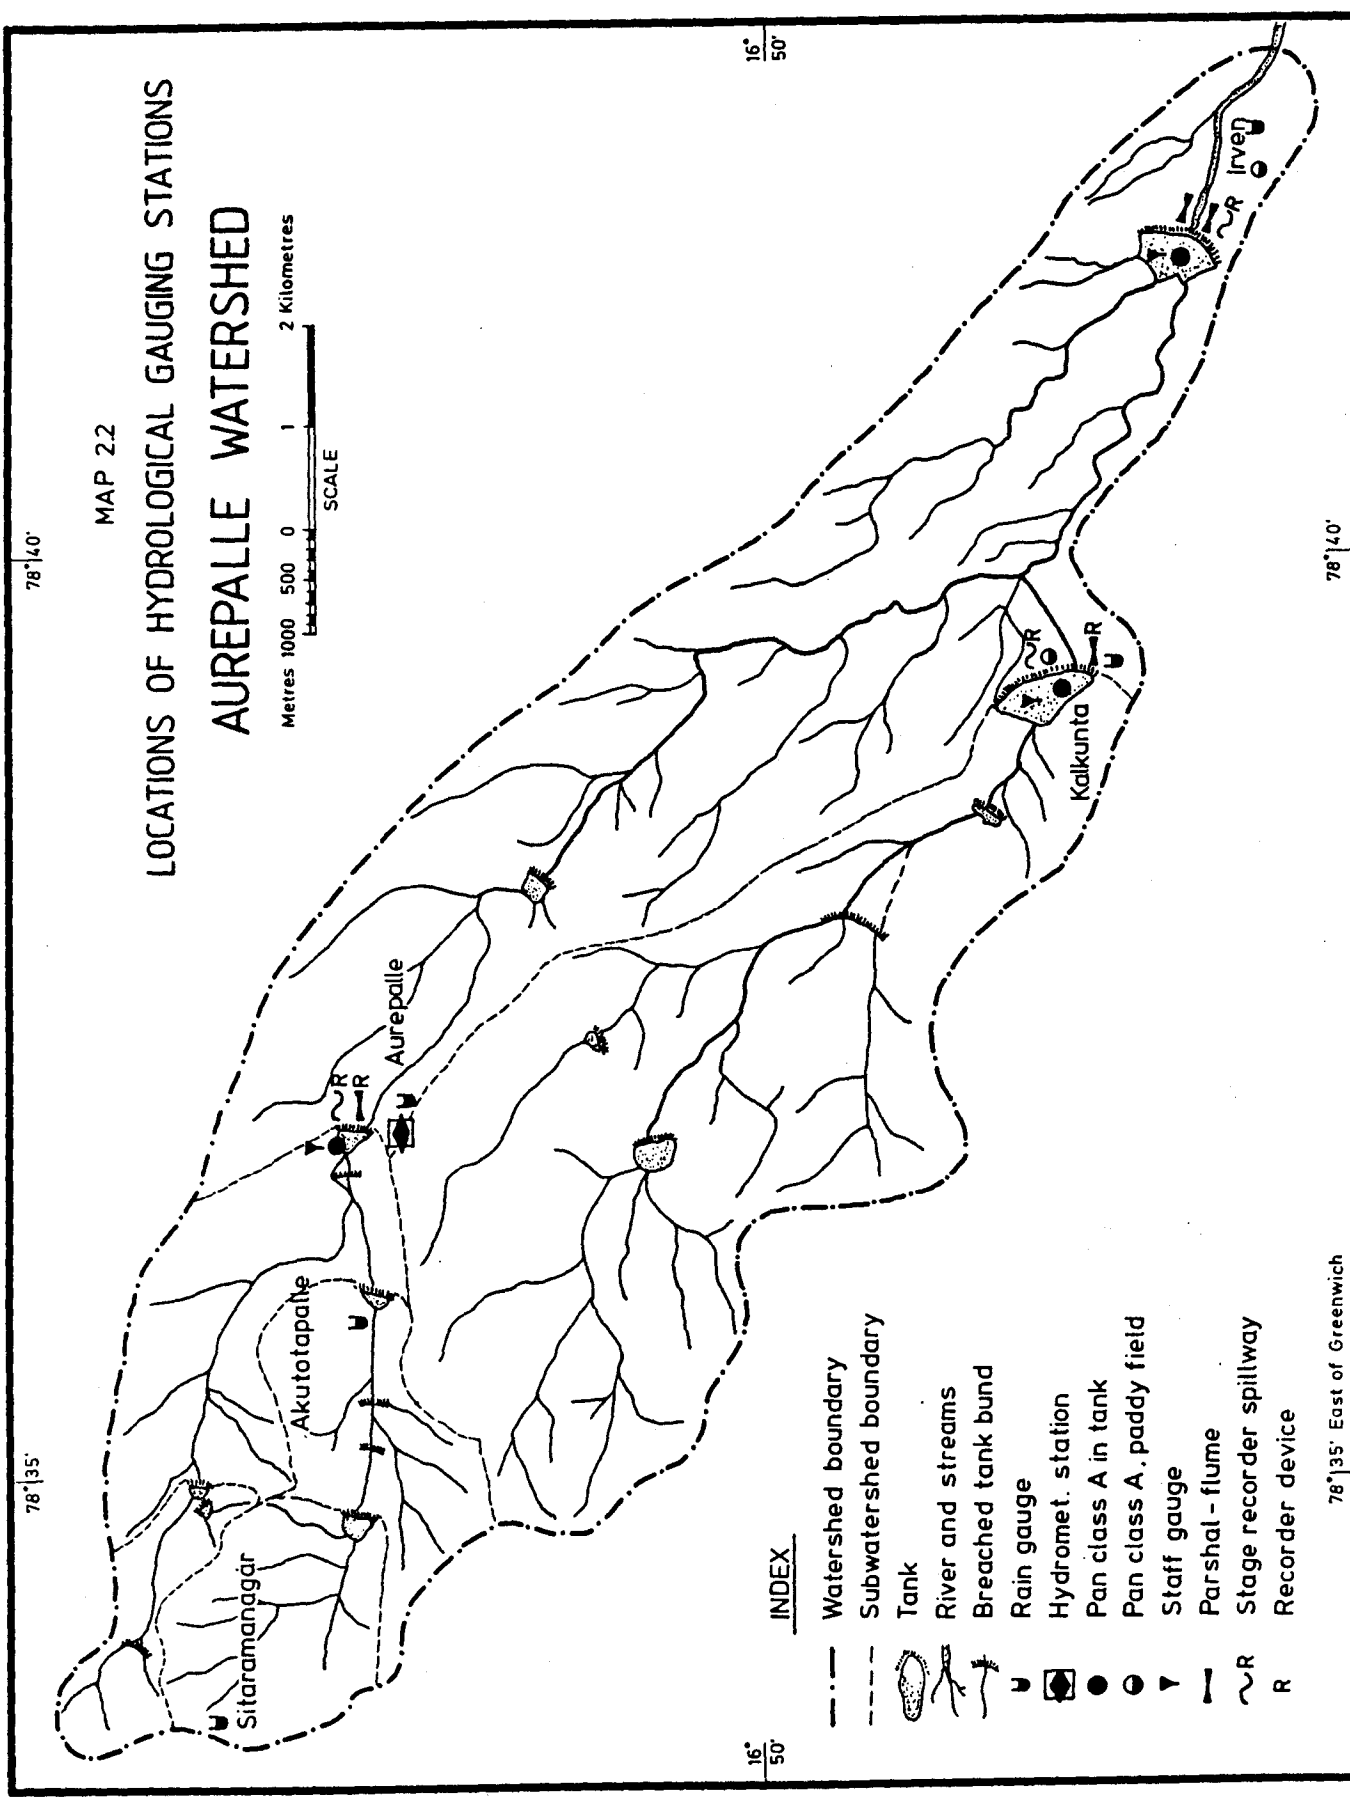 MAP 2.2
LOCATIONS OF HYDROLOGICAL GAUGING STATIONS
AUREPALLE WATERSHED
Metres 1000 500 0 1 2 Kilometres
SCALE
78° 35'
78° 40'
16° 50'
16° 50'
Sitaramanagar
Akutotapalle
Aurepalle
R
R
Kalkunta
R
R
Irven
R
INDEX
Watershed boundary
Subwatershed boundary
Tank
River and streams
Breached tank bund
Rain gauge
Hydromet. station
Pan class A in tank
Pan class A, paddy field
Staff gauge
Parshal - flume
R Stage recorder spillway
R Recorder device
78° 35' East of Greenwich
78° 40'